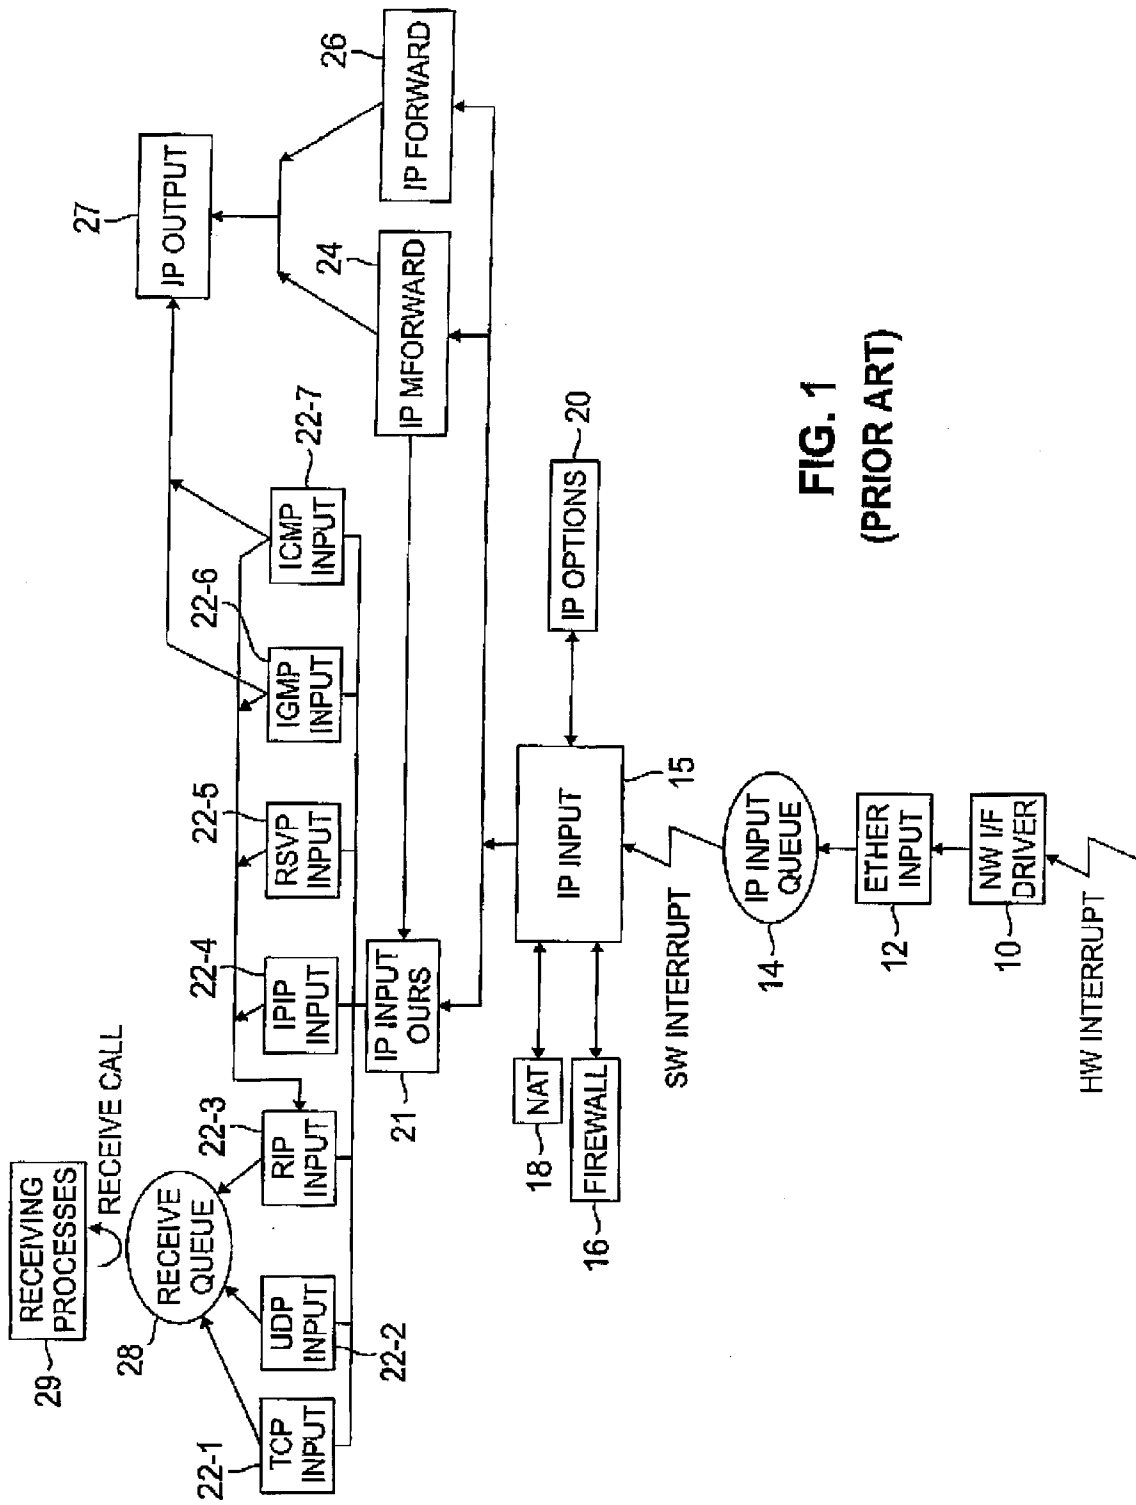 29
RECEIVING
PROCESSES
RECEIVE CALL
28
RECEIVE
QUEUE
22-1
TCP
INPUT
UDP
INPUT
22-2
22-3
RIP
INPUT
22-4
IPIP
INPUT
22-5
RSVP
INPUT
22-6
IGMP
INPUT
ICMP
INPUT
22-7
27
IP OUTPUT
21
IP INPUT
OURS
24
IP MFORWARD
26
IP FORWARD
18
NAT
16
FIREWALL
IP INPUT
15
IP OPTIONS
20
SW INTERRUPT
14
IP INPUT
QUEUE
12
ETHER
INPUT
10
NW I/F
DRIVER
HW INTERRUPT
FIG. 1
(PRIOR ART)